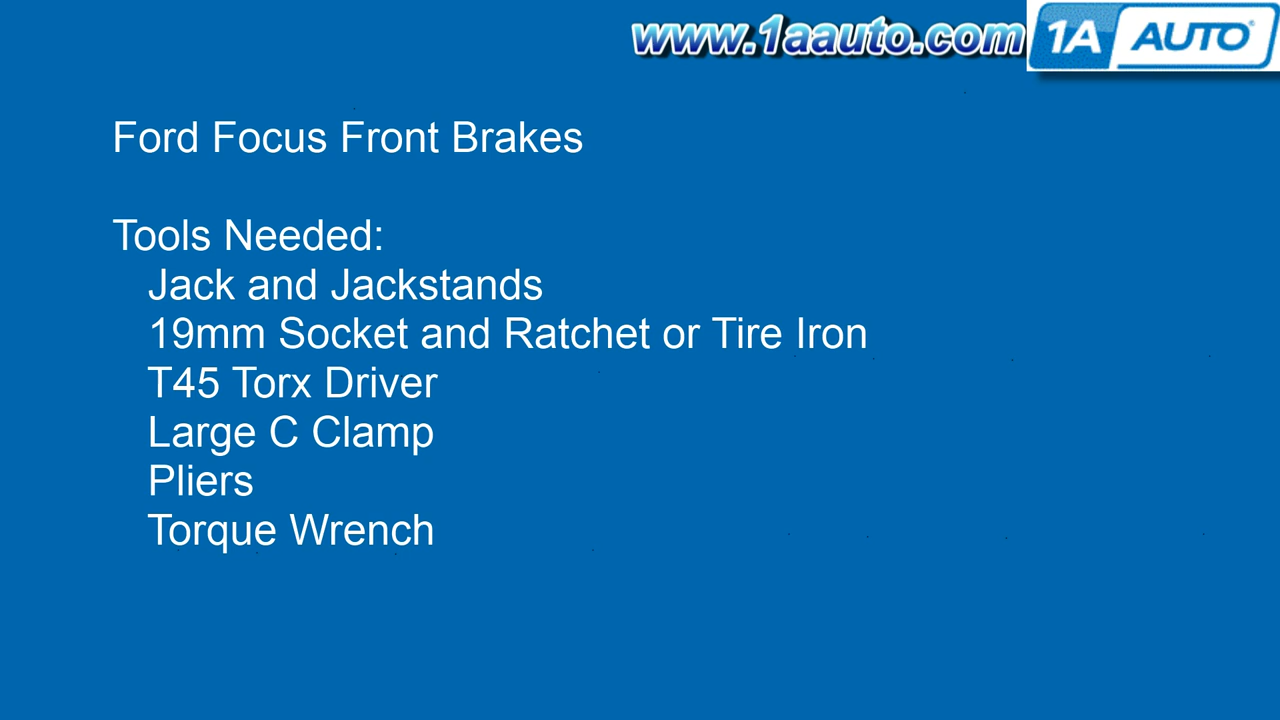 www.1aauto.com 1A AUTO®
Ford Focus Front Brakes
Tools Needed:
Jack and Jackstands
19mm Socket and Ratchet or Tire Iron
T45 Torx Driver
Large C Clamp
Pliers
Torque Wrench